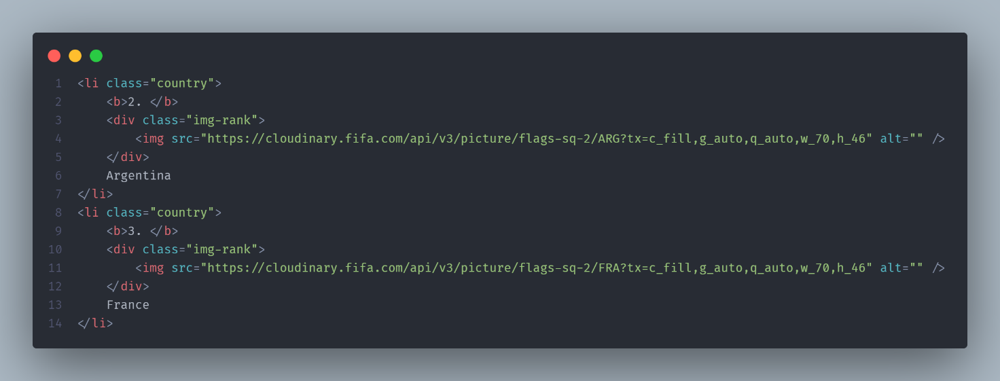 1 <li class="country">
2     <b>2. </b>
3     <div class="img-rank">
4         <img src="https://cloudinary.fifa.com/api/v3/picture/flags-sq-2/ARG?tx=c_fill,g_auto,q_auto,w_70,h_46" alt="" />
5     </div>
6     Argentina
7 </li>
8 <li class="country">
9     <b>3. </b>
10     <div class="img-rank">
11         <img src="https://cloudinary.fifa.com/api/v3/picture/flags-sq-2/FRA?tx=c_fill,g_auto,q_auto,w_70,h_46" alt="" />
12     </div>
13     France
14 </li>